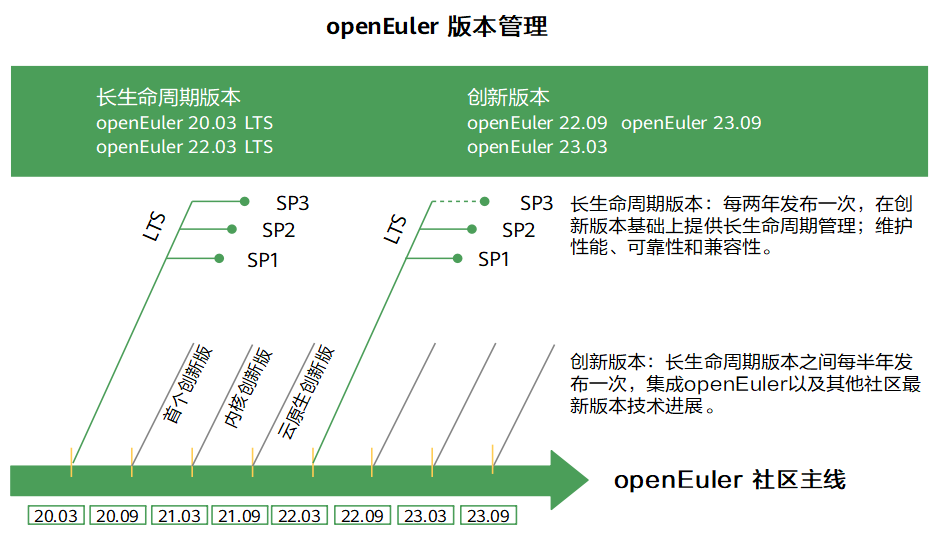 openEuler 版本管理
长生命周期版本
openEuler 20.03 LTS
openEuler 22.03 LTS
创新版本
openEuler 22.09 openEuler 23.09
openEuler 23.03
LTS
SP3
SP2
SP1
LTS
SP3
SP2
SP1
长生命周期版本：每两年发布一次，在创
新版本基础上提供长生命周期管理；维护
性能、可靠性和兼容性。
首个创新版
内核创新版
云原生创新版
创新版本：长生命周期版本之间每半年发
布一次，集成openEuler以及其他社区最
新版本技术进展。
openEuler 社区主线
20.03 20.09 21.03 21.09 22.03 22.09 23.03 23.09